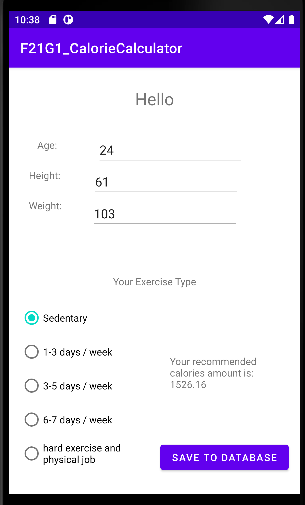 10:38
F21G1_CalorieCalculator
Hello
Age:
24
Height:
61
Weight:
103
Your Exercise Type
Sedentary
1-3 days / week
3-5 days / week
6-7 days / week
hard exercise and
physical job
Your recommended
calories amount is:
1526.16
SAVE TO DATABASE